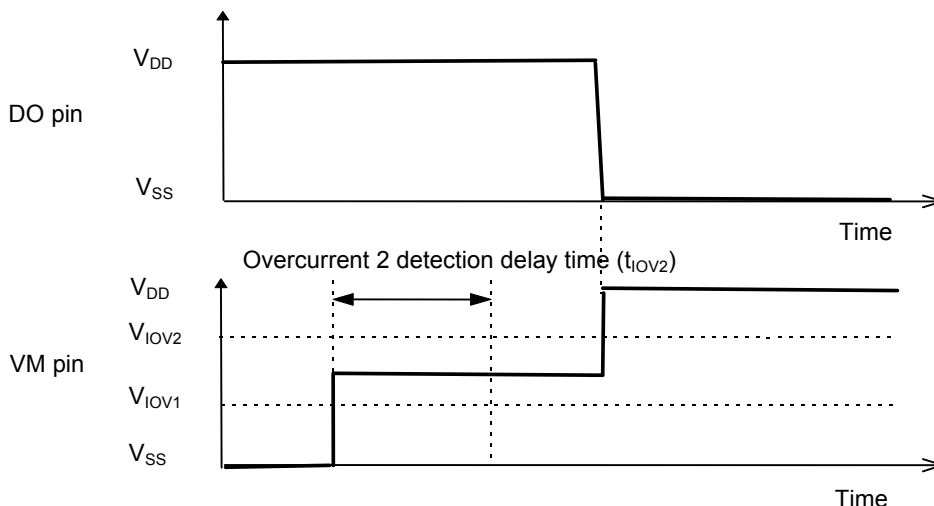 V_DD
DO pin
V_SS
Time
Overcurrent 2 detection delay time (t_IOV2)
V_DD
V_IOV2
VM pin
V_IOV1
V_SS
Time